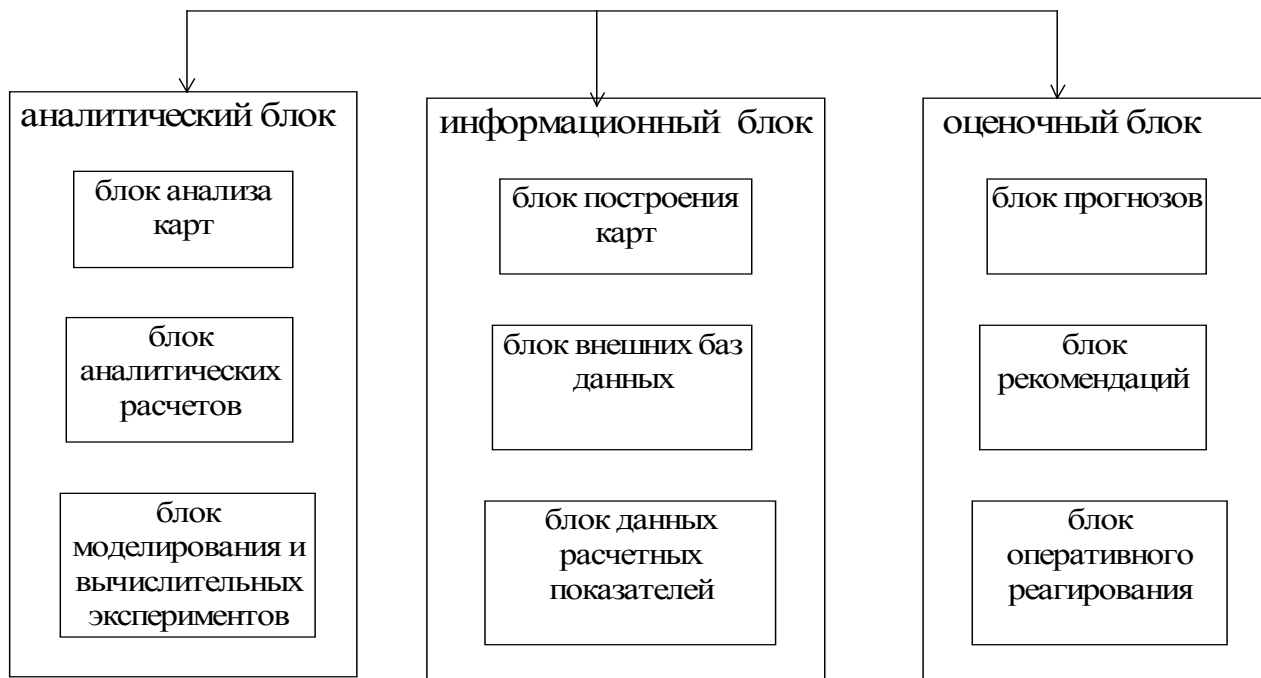 аналитический блок
блок анализа
карт
блок
аналитических
расчетов
блок
моделирования и
вычислительных
экспериментов
информационный блок
блок построения
карт
блок внешних баз
данных
блок данных
расчетных
показателей
оценочный блок
блок прогнозов
блок
рекомендаций
блок
оперативного
реагирования